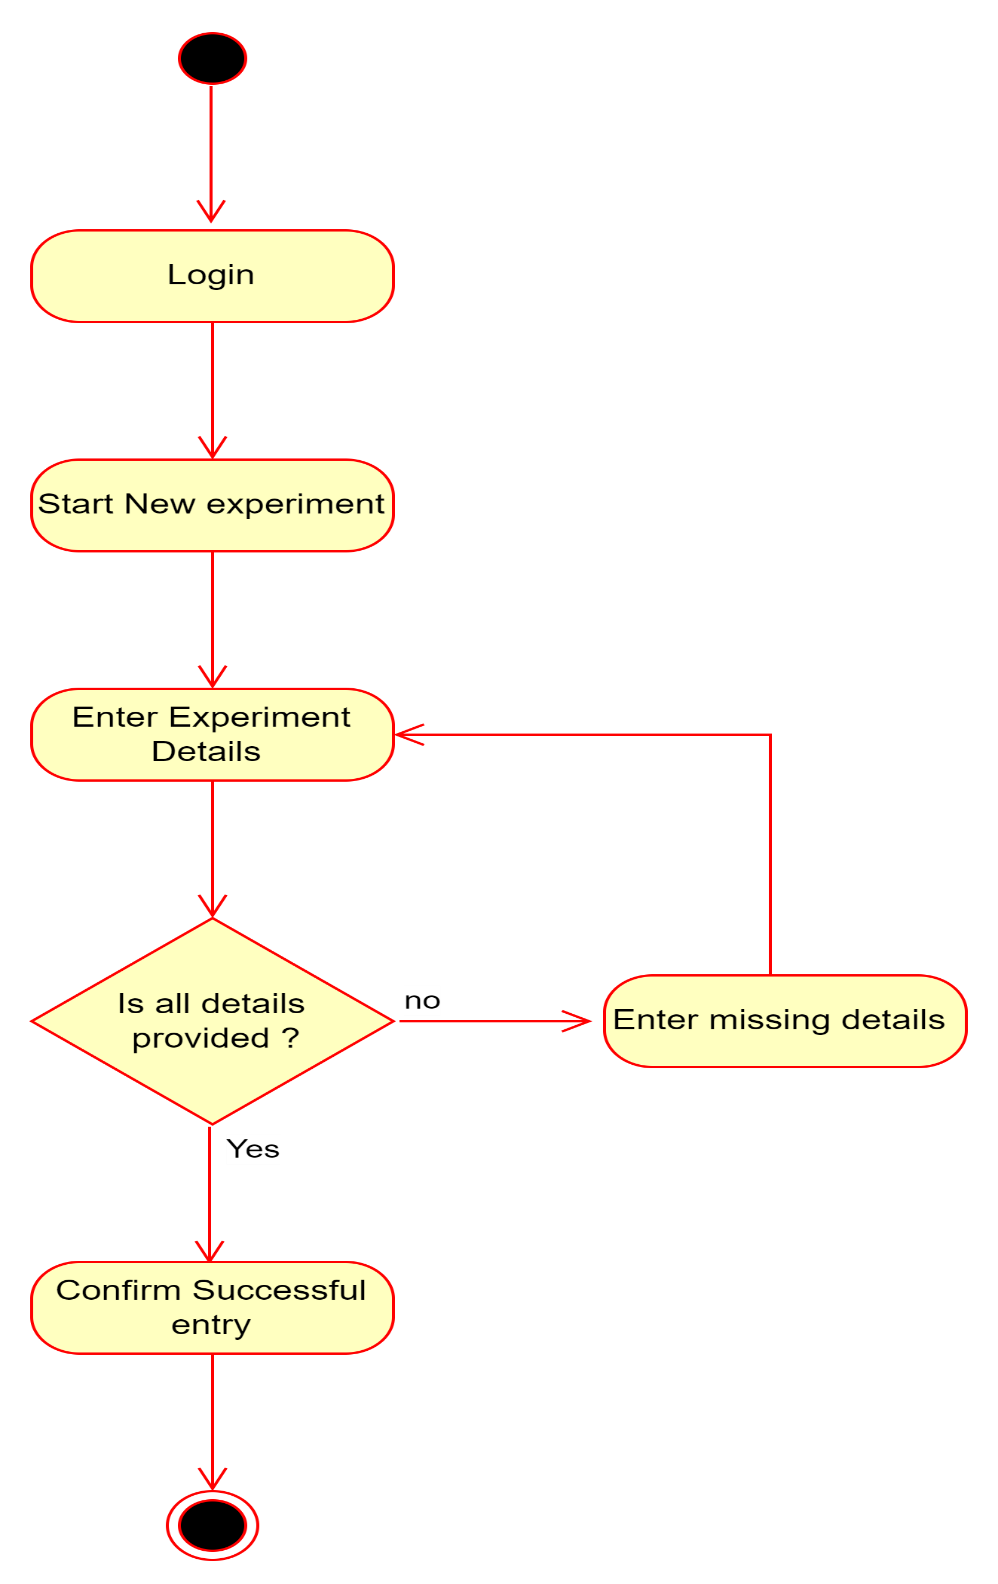 Login
Start New experiment
Enter Experiment
Details
Is all details
provided ?
no
Enter missing details
Yes
Confirm Successful
entry